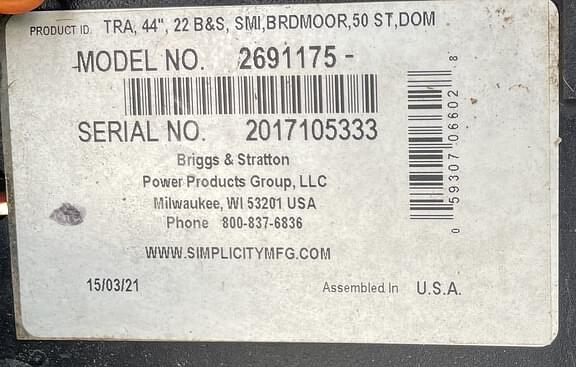 PRODUCT ID. TRA, 44", 22 B&S, SMI,BRDMOOR,50 ST,DOM
MODEL NO. 2691175 -
SERIAL NO. 2017105333
Briggs & Stratton
Power Products Group, LLC
Milwaukee, WI 53201 USA
Phone 800-837-6836
WWW.SIMPLICITYMFG.COM
15/03/21
Assembled In U.S.A.
0 59307 06602 8